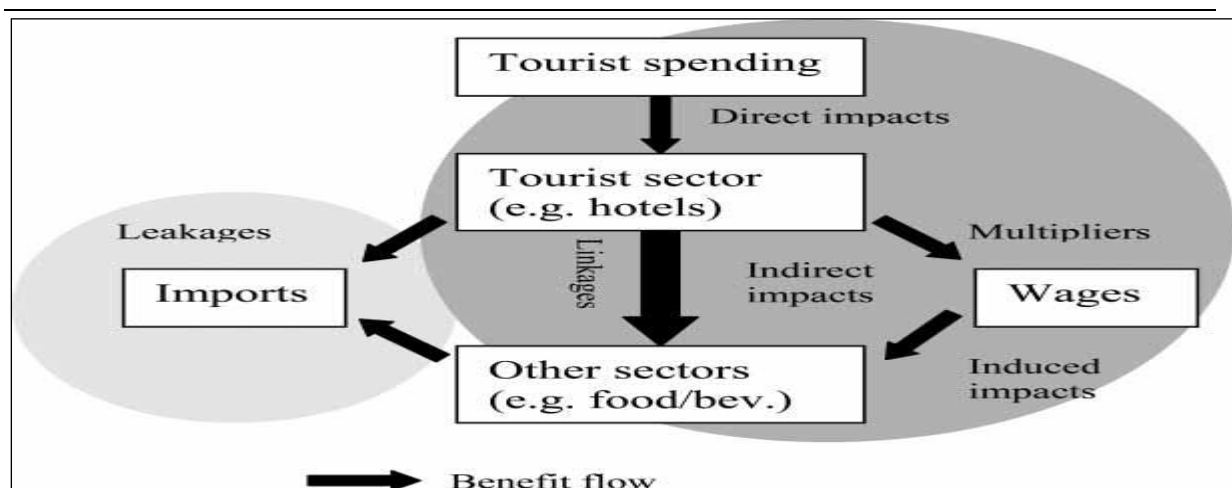 Tourist spending
Direct impacts
Tourist sector
(e.g. hotels)
Leakages
Multipliers
Linkages
Indirect
impacts
Imports
Wages
Other sectors
(e.g. food/bev.)
Induced
impacts
Benefit flow